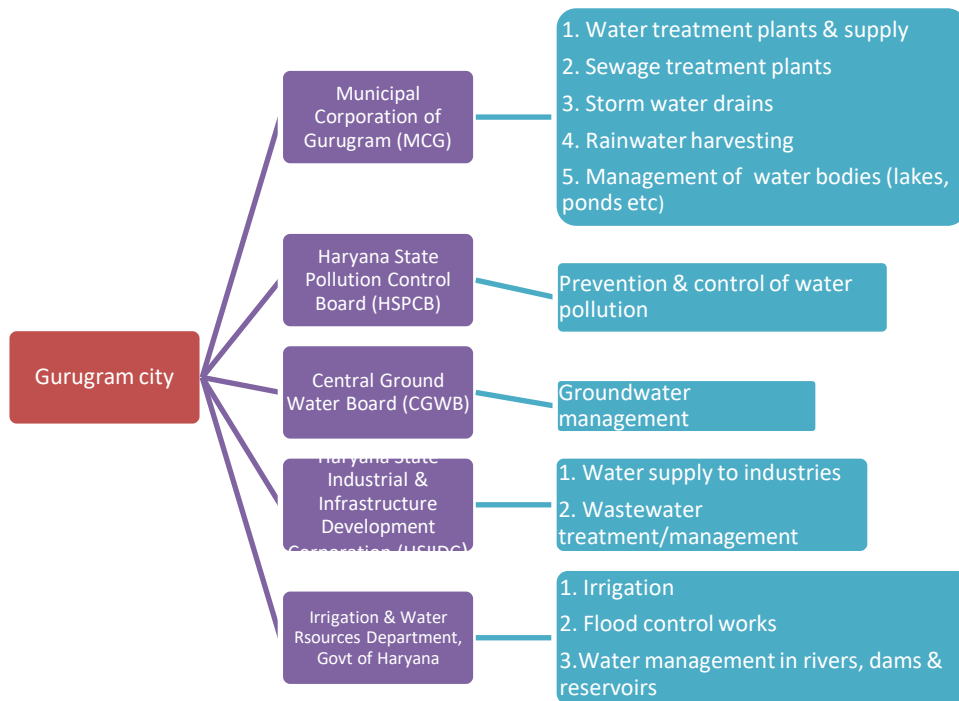 Gurugram city
Municipal
Corporation of
Gurugram (MCG)
1. Water treatment plants & supply
2. Sewage treatment plants
3. Storm water drains
4. Rainwater harvesting
5. Management of water bodies (lakes,
ponds etc)
Haryana State
Pollution Control
Board (HSPCB)
Prevention & control of water
pollution
Central Ground
Water Board (CGWB)
Groundwater
management
Haryana State
Industrial &
Infrastructure
Development
Corporation (HSIIDC)
1. Water supply to industries
2. Wastewater
treatment/management
Irrigation & Water
Rsources Department,
Govt of Haryana
1. Irrigation
2. Flood control works
3.Water management in rivers, dams &
reservoirs